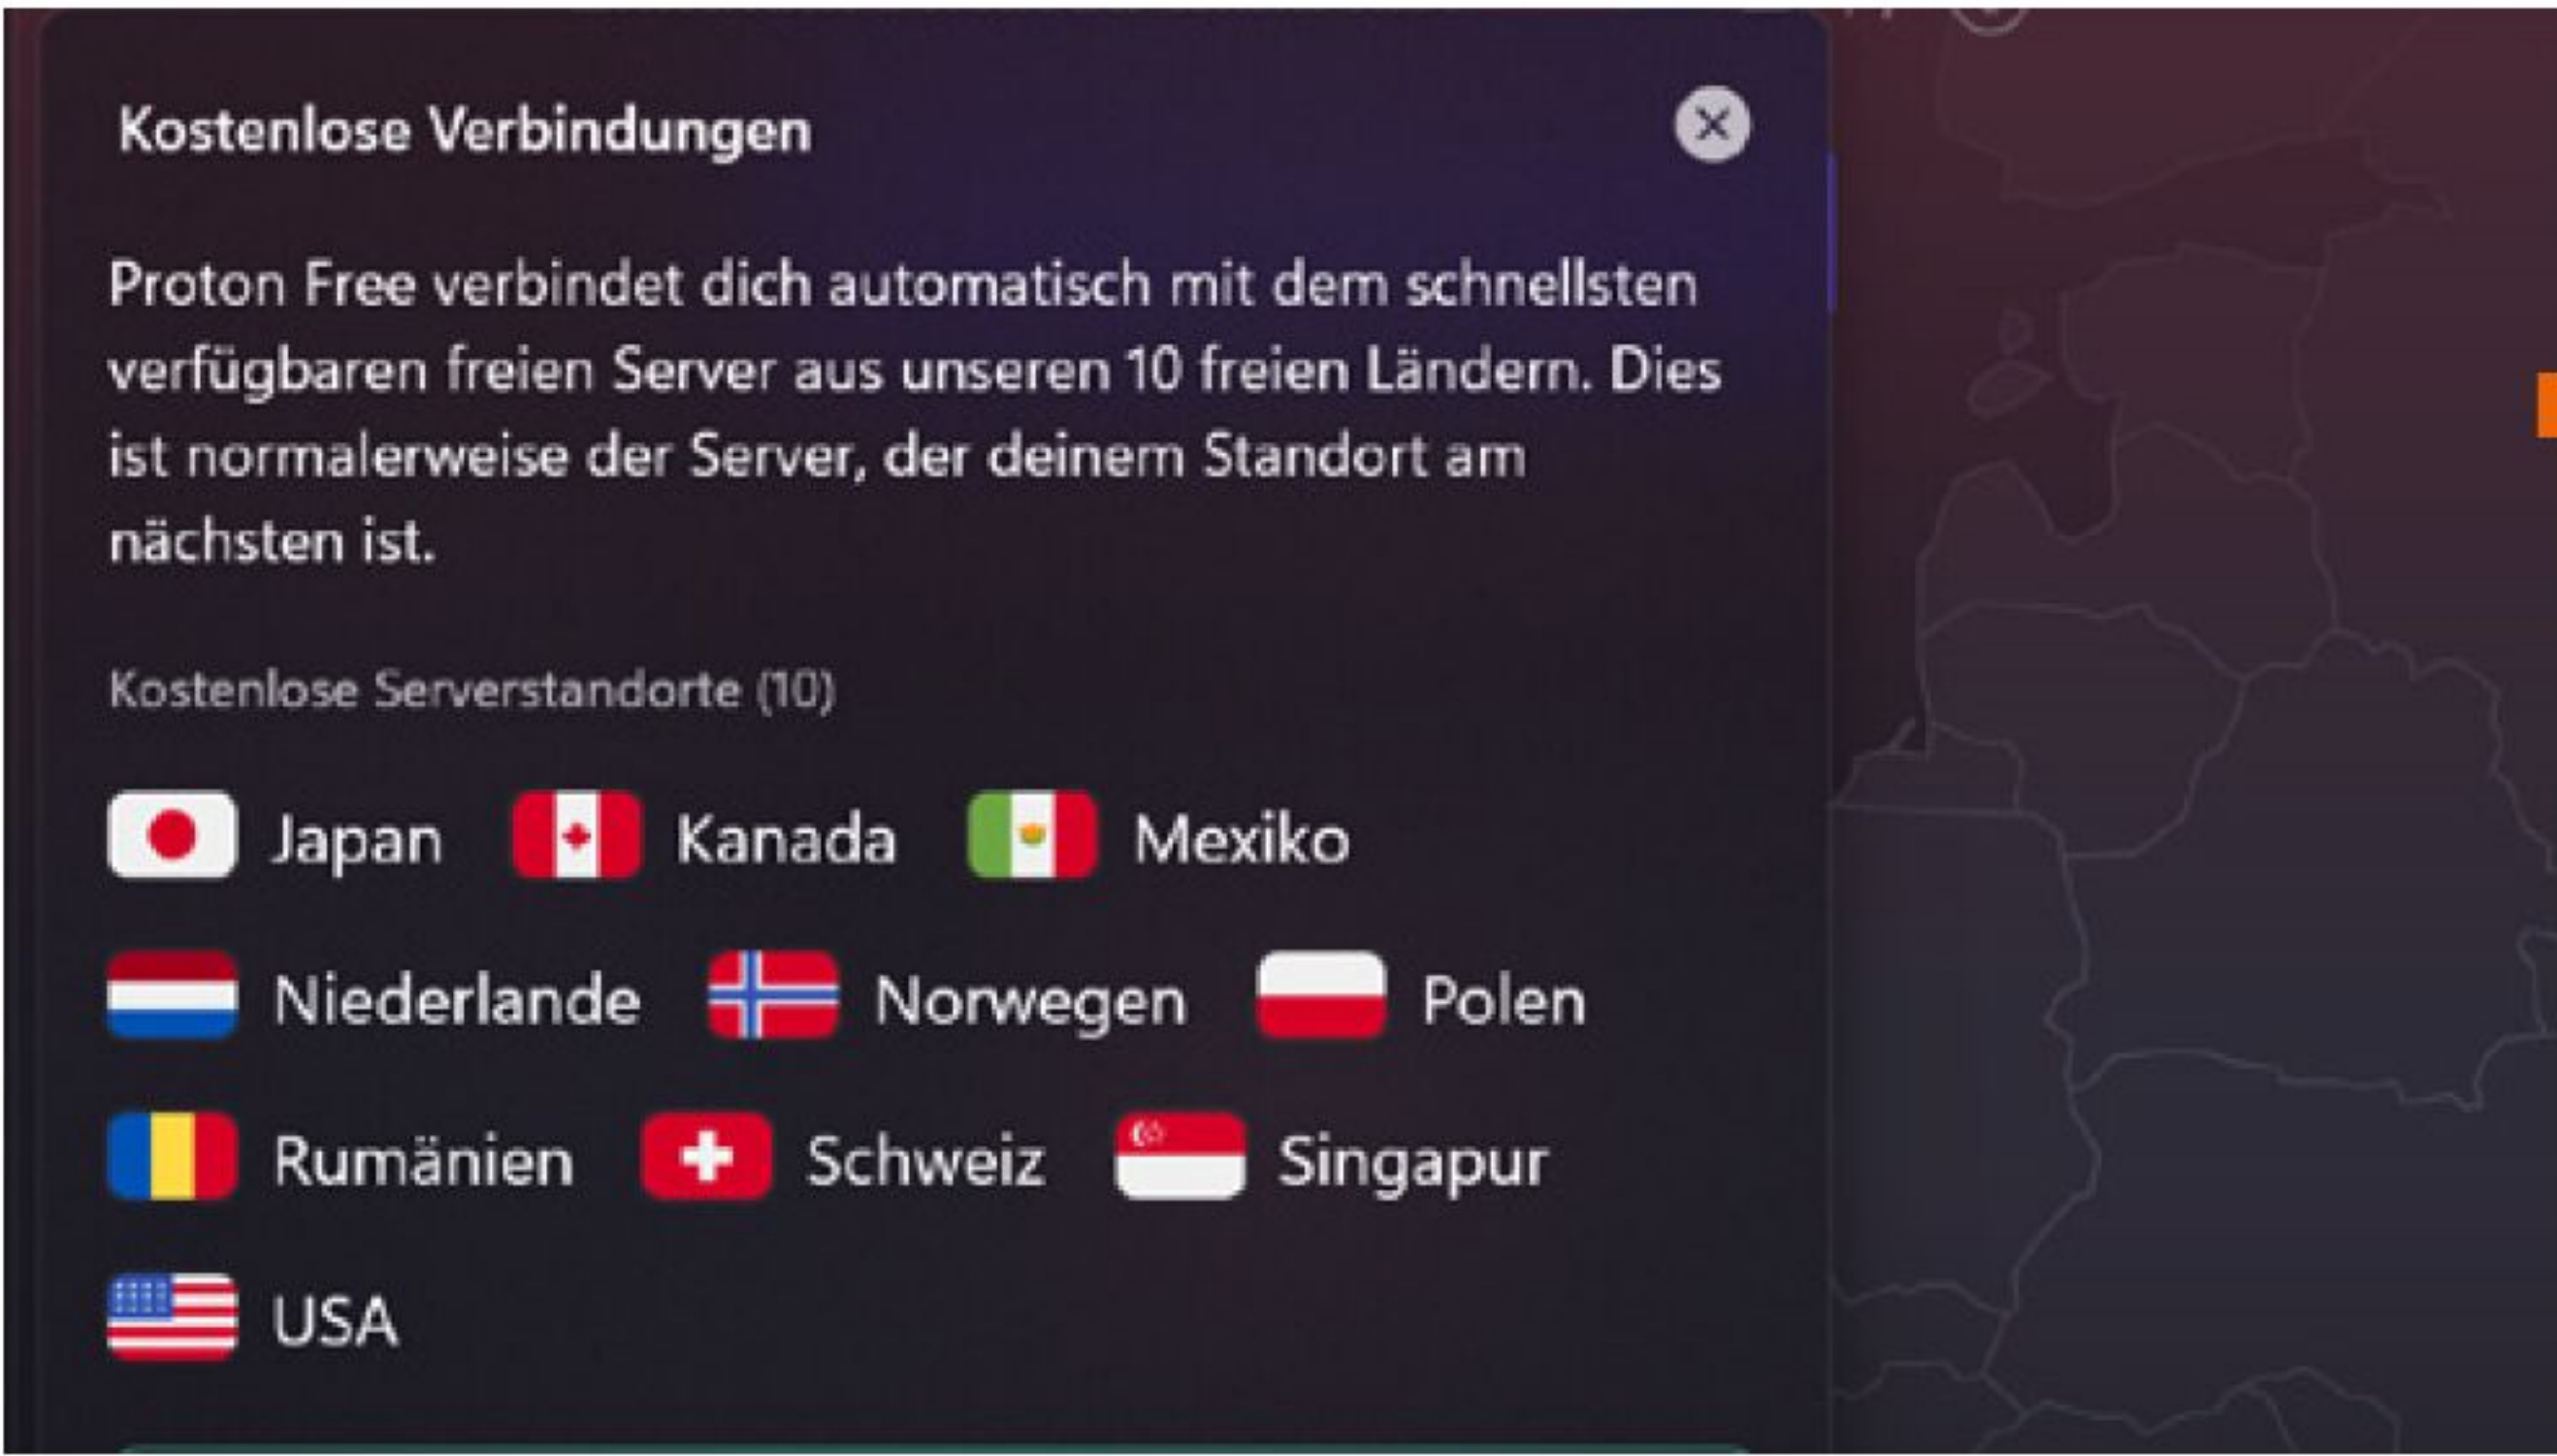 Kostenlose Verbindungen
Proton Free verbindet dich automatisch mit dem schnellsten
verfügbaren freien Server aus unseren 10 freien Ländern. Dies
ist normalerweise der Server, der deinem Standort am
nächsten ist.
Kostenlose Serverstandorte (10)
Japan Kanada Mexiko
Niederlande Norwegen Polen
Rumänien Schweiz Singapur
USA